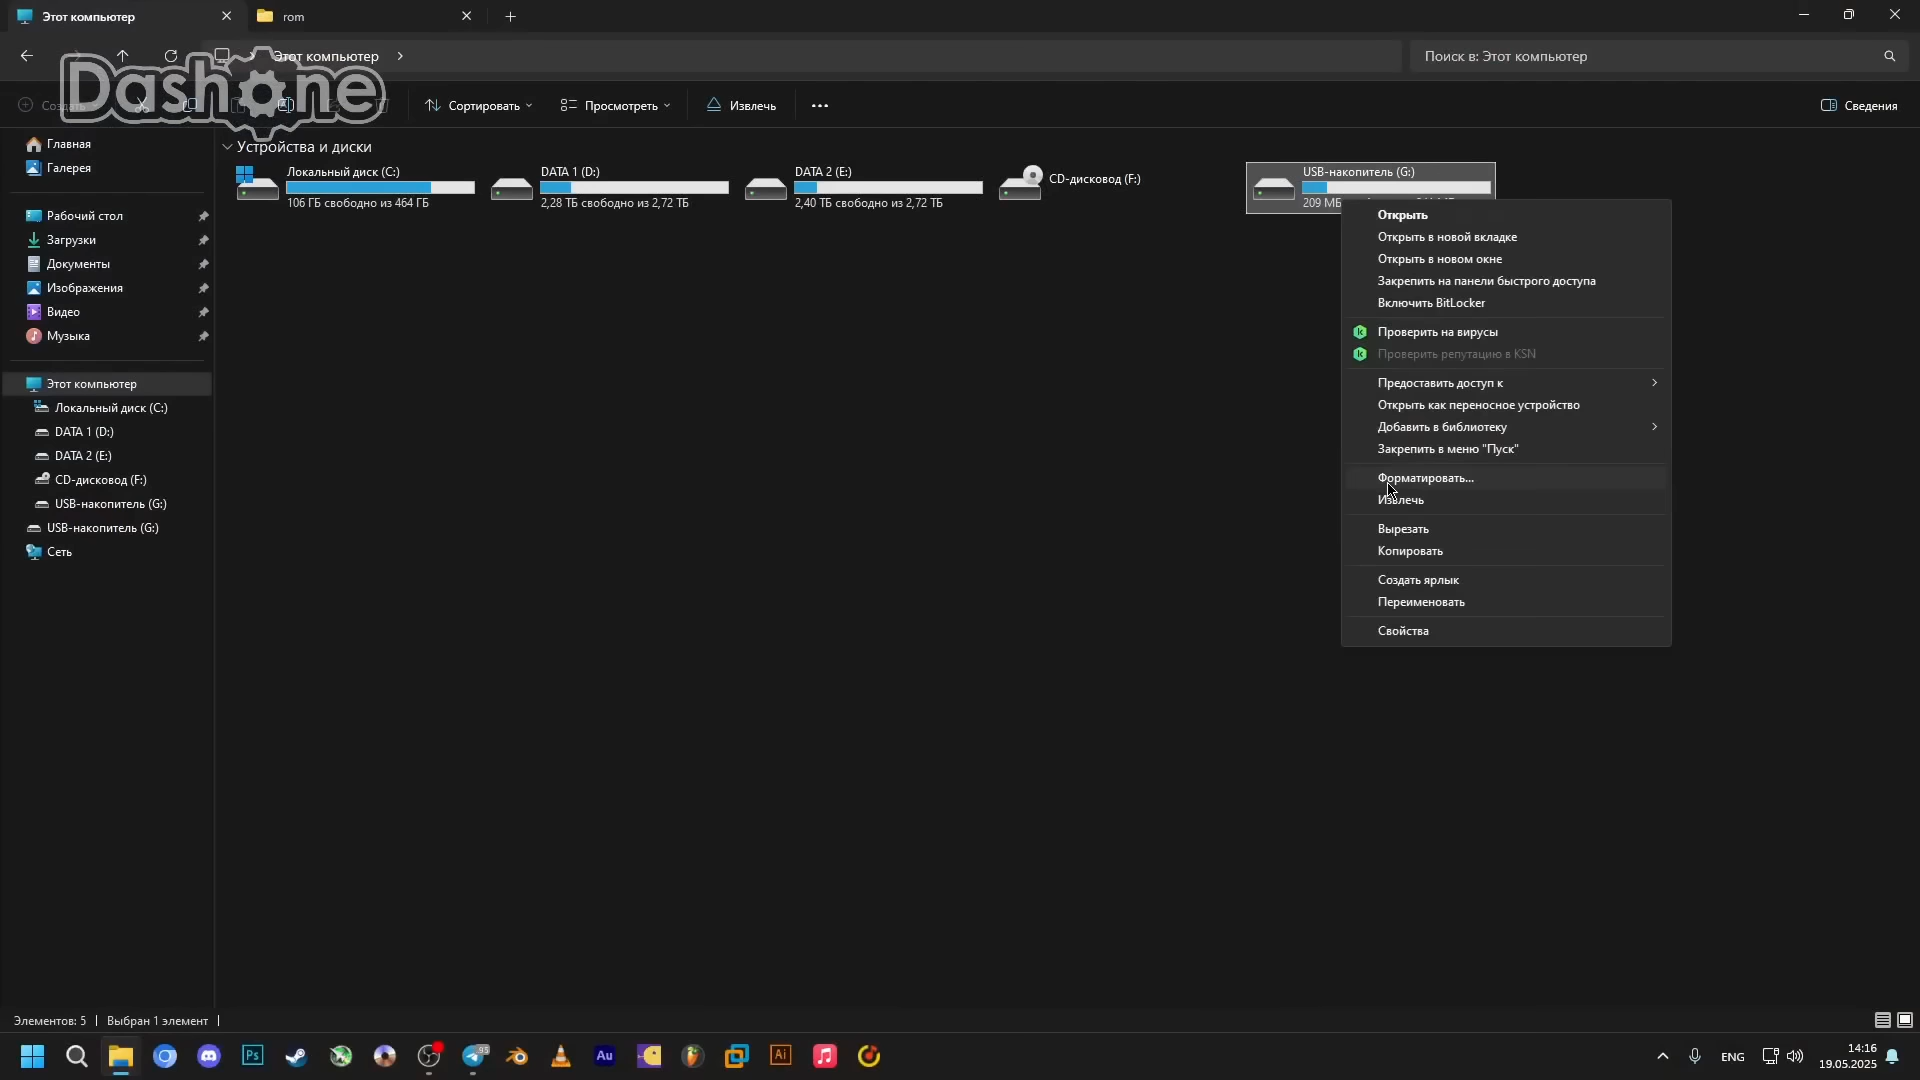 Этот компьютер
rom
Этот компьютер
Поиск в: Этот компьютер
Dashone
Создать
Сортировать
Просмотреть
Извлечь
Сведения
Главная
Галерея
Рабочий стол
Загрузки
Документы
Изображения
Видео
Музыка
Этот компьютер
Локальный диск (C:)
DATA 1 (D:)
DATA 2 (E:)
CD-дисковод (F:)
USB-накопитель (G:)
USB-накопитель (G:)
Сеть
Устройства и диски
Локальный диск (C:)
106 ГБ свободно из 464 ГБ
DATA 1 (D:)
2,28 ТБ свободно из 2,72 ТБ
DATA 2 (E:)
2,40 ТБ свободно из 2,72 ТБ
CD-дисковод (F:)
USB-накопитель (G:)
209 МБ
Открыть
Открыть в новой вкладке
Открыть в новом окне
Закрепить на панели быстрого доступа
Включить BitLocker
Проверить на вирусы
Проверить репутацию в KSN
Предоставить доступ к
Открыть как переносное устройство
Добавить в библиотеку
Закрепить в меню "Пуск"
Форматировать...
Извлечь
Вырезать
Копировать
Создать ярлык
Переименовать
Свойства
Элементов: 5
Выбран 1 элемент
Ps
95
Au
Ai
ENG
14:16
19.05.2025